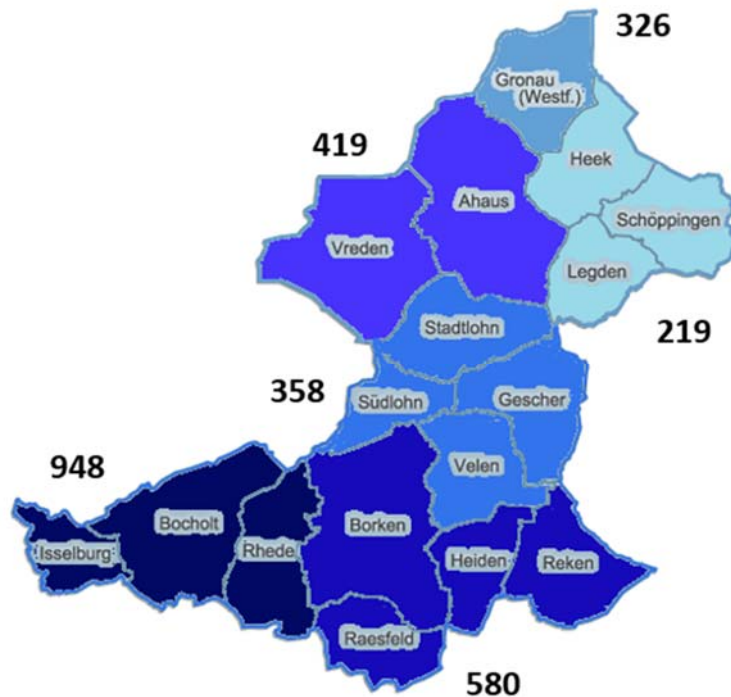 326
Gronau
(Westf.)
419
Heek
Ahaus
Schöppingen
Vreden
Legden
Stadtlohn
219
358
Südlohn
Gescher
948
Velen
Bocholt
Borken
Isselburg
Rhede
Heiden
Reken
Raesfeld
580